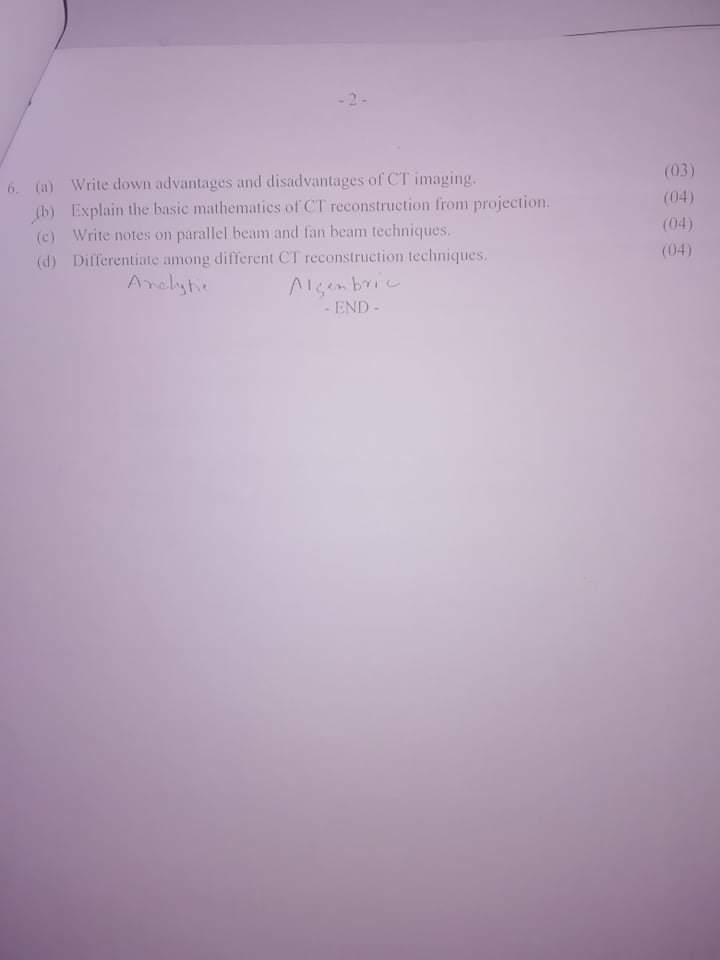 - 2 -
6. (a) Write down advantages and disadvantages of CT imaging. (03)
(b) Explain the basic mathematics of CT reconstruction from projection. (04)
(c) Write notes on parallel beam and fan beam techniques. (04)
(d) Differentiate among different CT reconstruction techniques. (04)
Analytic Algenbric
- END -